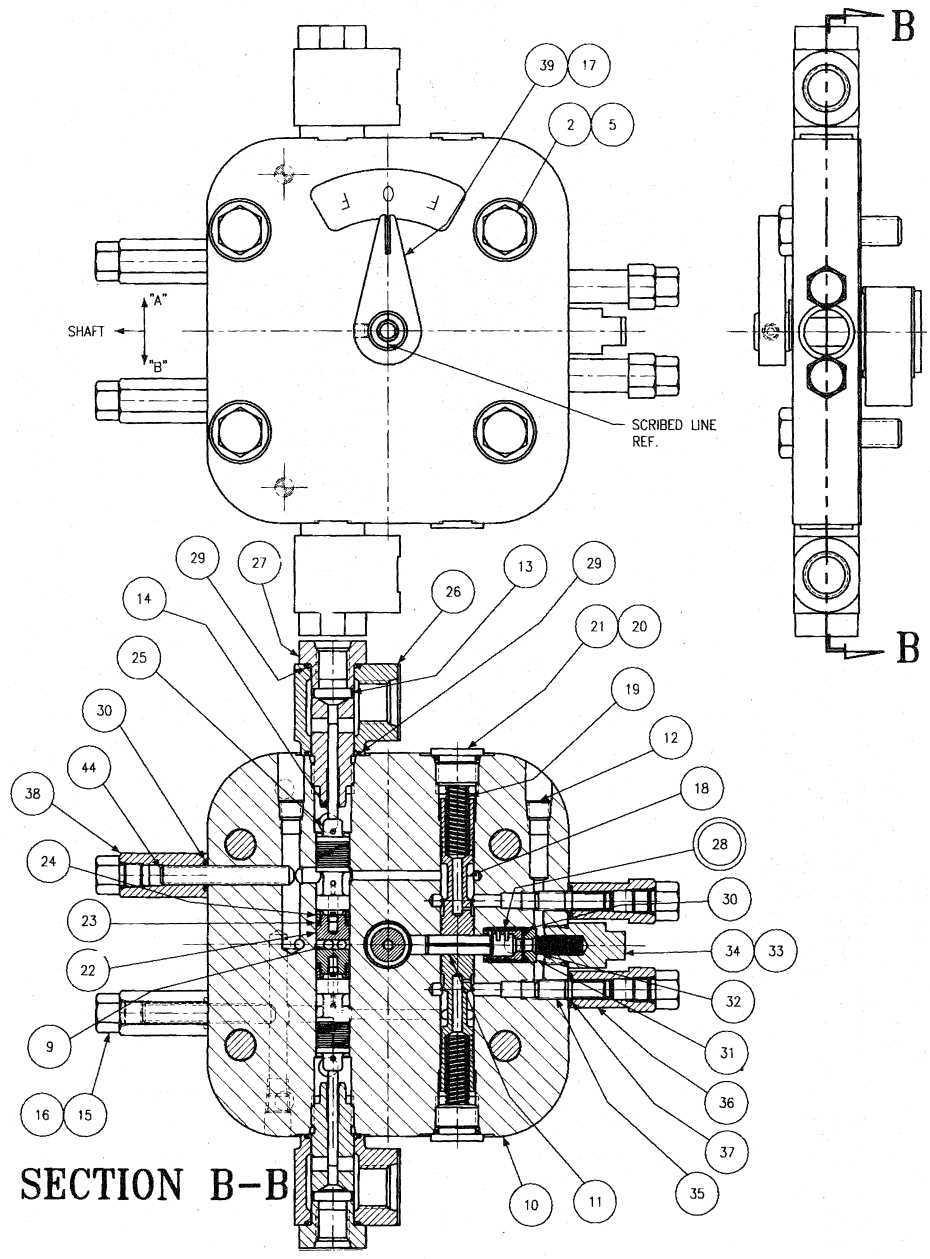 B
39 17
2 5
F O F
"A"
SHAFT
"B"
SCRIBED LINE
REF.
B
29 27 13 29
14 26 21 20
25
30 19
44 12
38 18
24 28
30
23
34 33
22
32
9 31
36
16 15
37
SECTION B-B
10 11 35